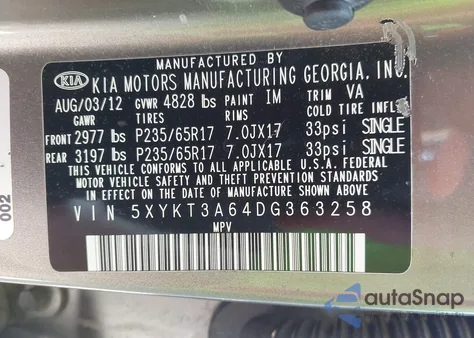 MANUFACTURED BY
KIA KIA MOTORS MANUFACTURING GEORGIA, INC.
AUG/03/12 GVWR 4828 lbs PAINT IM TRIM VA
GAWR TIRES RIMS COLD TIRE INFL
FRONT 2977 lbs P235/65R17 7.0JX17 33psi SINGLE
REAR 3197 lbs P235/65R17 7.0JX17 33psi SINGLE
THIS VEHICLE CONFORMS TO ALL APPLICABLE U.S.A. FEDERAL
MOTOR VEHICLE SAFETY AND THEFT PREVENTION STANDARDS
IN EFFECT ON THE DATE OF MANUFACTURE SHOWN ABOVE.
VIN 5XYKT3A64DG363258
MPV
002
autoSnap